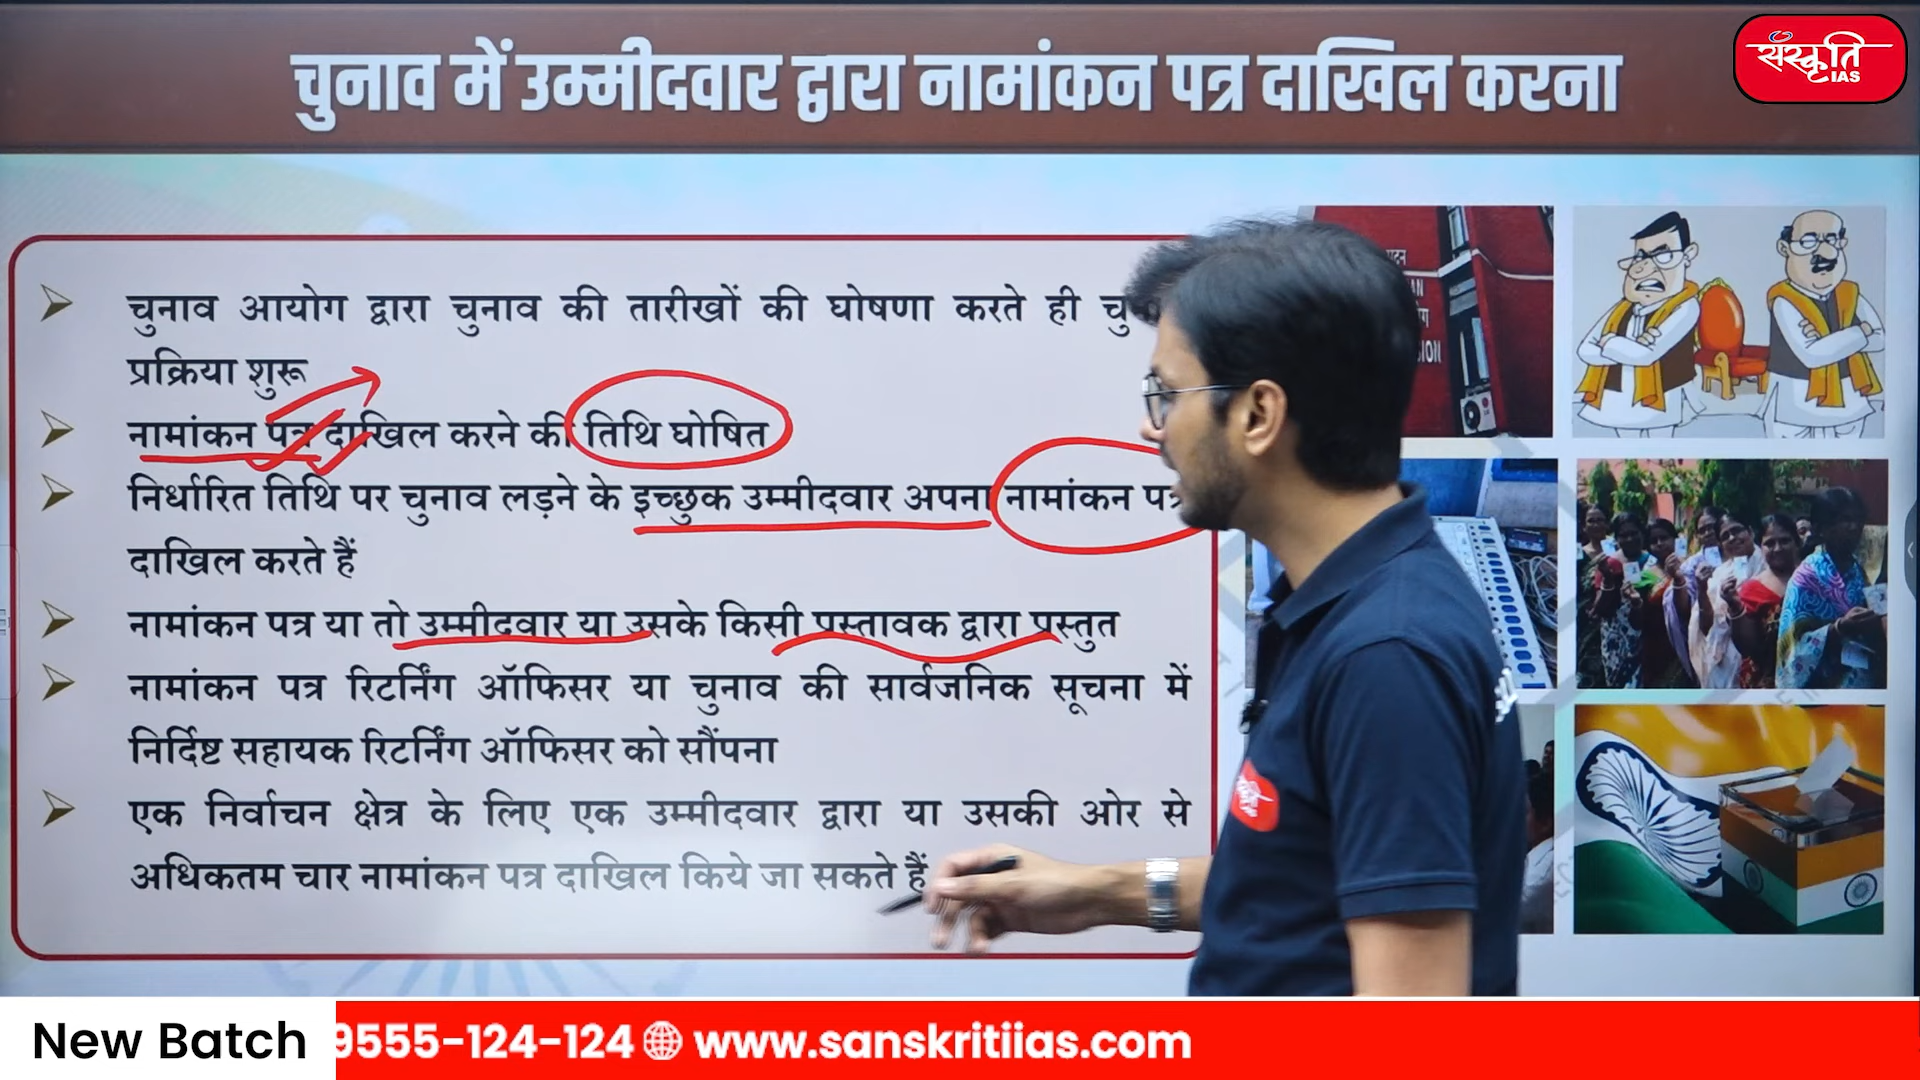 चुनाव में उम्मीदवार द्वारा नामांकन पत्र दाखिल करना
संस्कृति
IAS
चुनाव आयोग द्वारा चुनाव की तारीखों की घोषणा करते ही
प्रक्रिया शुरू
नामांकन पत्र दाखिल करने की तिथि घोषित
निर्धारित तिथि पर चुनाव लड़ने के इच्छुक उम्मीदवार अपना नामांकन पत्र
दाखिल करते हैं
नामांकन पत्र या तो उम्मीदवार या उसके किसी प्रस्तावक द्वारा प्रस्तुत
नामांकन पत्र रिटर्निंग ऑफिसर या चुनाव की सार्वजनिक सूचना में
निर्दिष्ट सहायक रिटर्निंग ऑफिसर को सौंपना
एक निर्वाचन क्षेत्र के लिए एक उम्मीदवार द्वारा या उसकी ओर से
अधिकतम चार नामांकन पत्र दाखिल किये जा सकते हैं
New Batch
9555-124-124 www.sanskritiias.com